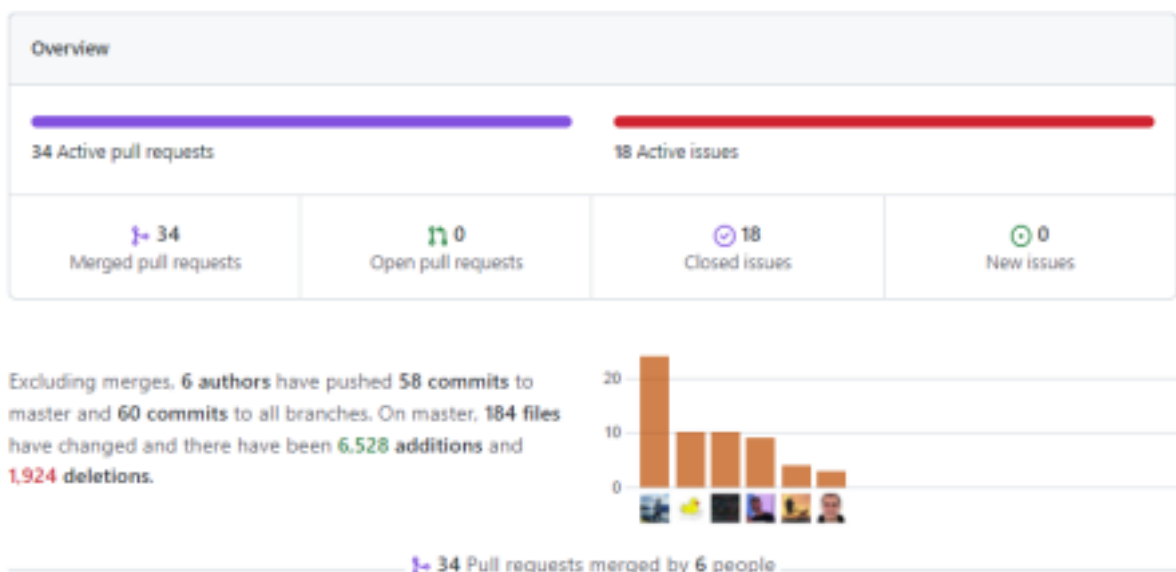 Overview
34 Active pull requests
18 Active issues
34
Merged pull requests
0
Open pull requests
18
Closed issues
0
New issues
Excluding merges, 6 authors have pushed 58 commits to
master and 60 commits to all branches. On master, 184 files
have changed and there have been 6,528 additions and
1,924 deletions.
20
10
0
34 Pull requests merged by 6 people